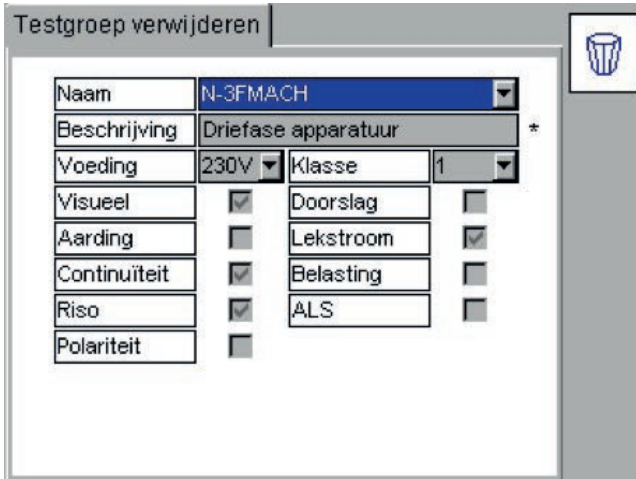 Testgroep verwijderen
Naam N-3FMACH
Beschrijving Driefase apparatuur *
Voeding 230V Klasse 1
Visueel Doorslag
Aarding Lekstroom
Continuïteit Belasting
Riso ALS
Polariteit